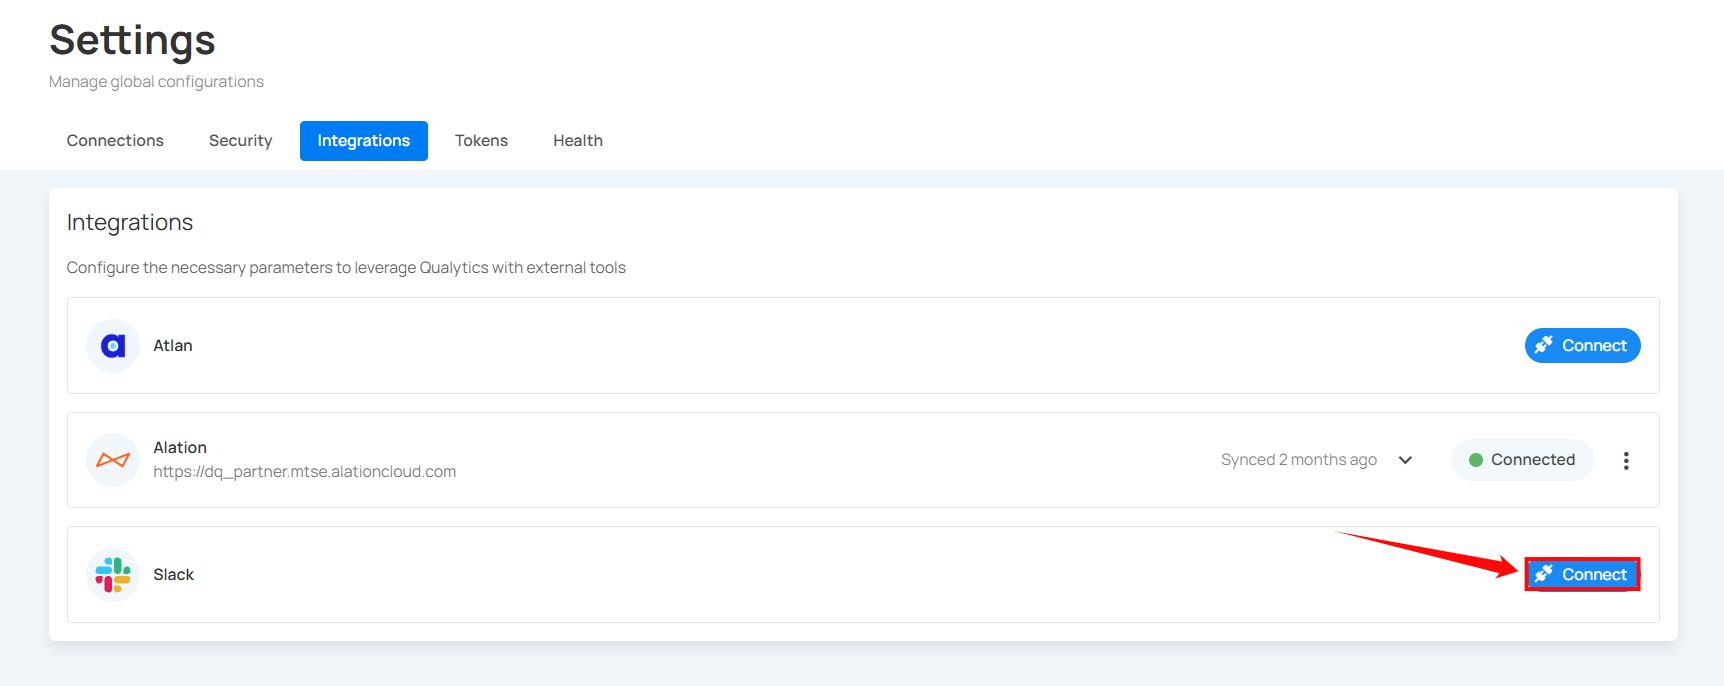 Settings
Manage global configurations
Connections Security Integrations Tokens Health
Integrations
Configure the necessary parameters to leverage Qualytics with external tools
Atlan Connect
Alation
https://dq_partner.mtse.alationcloud.com Synced 2 months ago Connected
Slack Connect